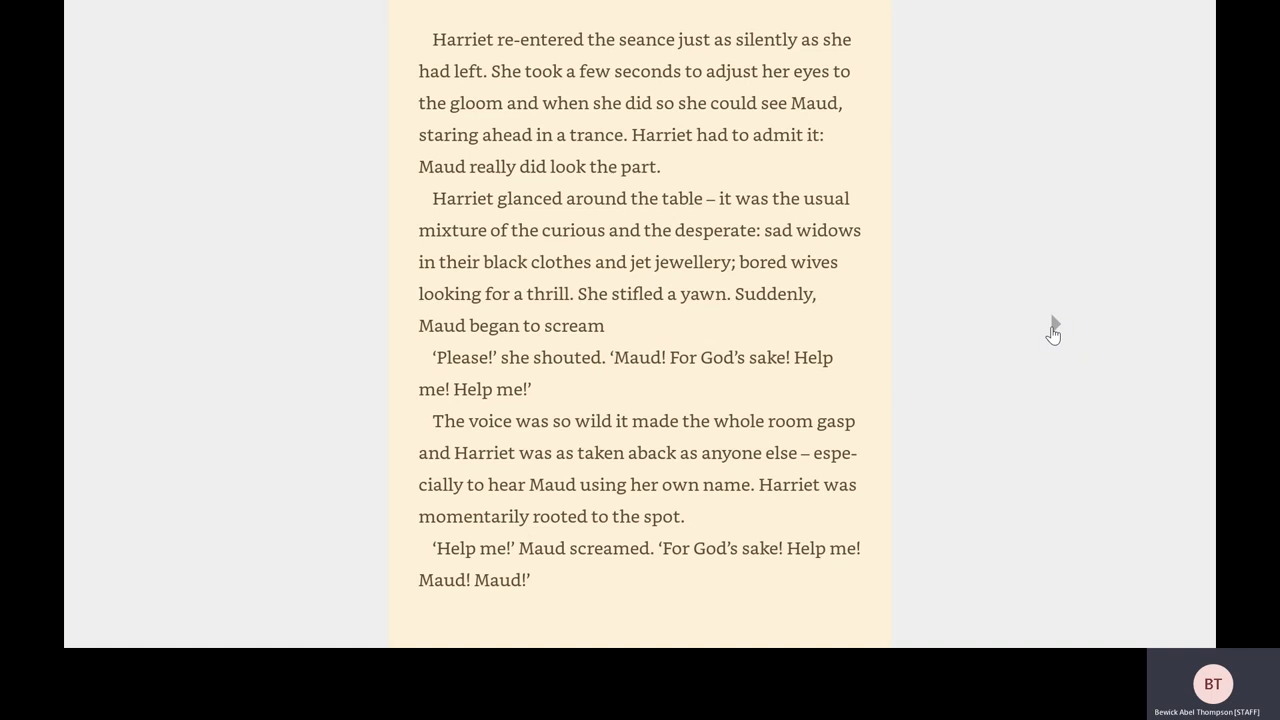 Harriet re-entered the seance just as silently as she
had left. She took a few seconds to adjust her eyes to
the gloom and when she did so she could see Maud,
staring ahead in a trance. Harriet had to admit it:
Maud really did look the part.
Harriet glanced around the table – it was the usual
mixture of the curious and the desperate: sad widows
in their black clothes and jet jewellery; bored wives
looking for a thrill. She stifled a yawn. Suddenly,
Maud began to scream
‘Please!’ she shouted. ‘Maud! For God’s sake! Help
me! Help me!’
The voice was so wild it made the whole room gasp
and Harriet was as taken aback as anyone else – espe-
cially to hear Maud using her own name. Harriet was
momentarily rooted to the spot.
‘Help me!’ Maud screamed. ‘For God’s sake! Help me!
Maud! Maud!’
BT
Bewick Abel Thompson [STAFF]